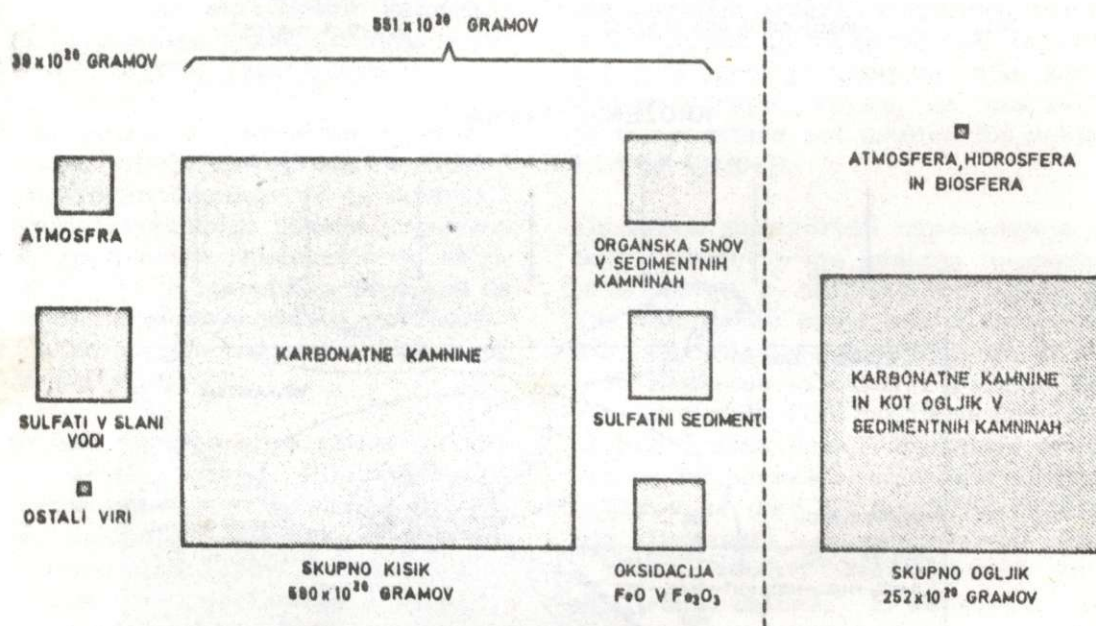 551 x 10²⁰ GRAMOV
39 x 10²⁰ GRAMOV
ATMOSFRA
SULFATI V SLANI
VODI
OSTALI VIRI
KARBONATNE KAMNINE
SKUPNO KISIK
590 x 10²⁰ GRAMOV
ORGANSKA SNOV
V SEDIMENTNIH
KAMNINAH
SULFATNI SEDIMENTI
OKSIDACIJA
FeO V Fe₂O₃
ATMOSFERA, HIDROSFERA
IN BIOSFERA
KARBONATNE KAMNINE
IN KOT OGLJIK V
SEDIMENTNIH KAMNINAH
SKUPNO OGLJIK
252 x 10²⁰ GRAMOV